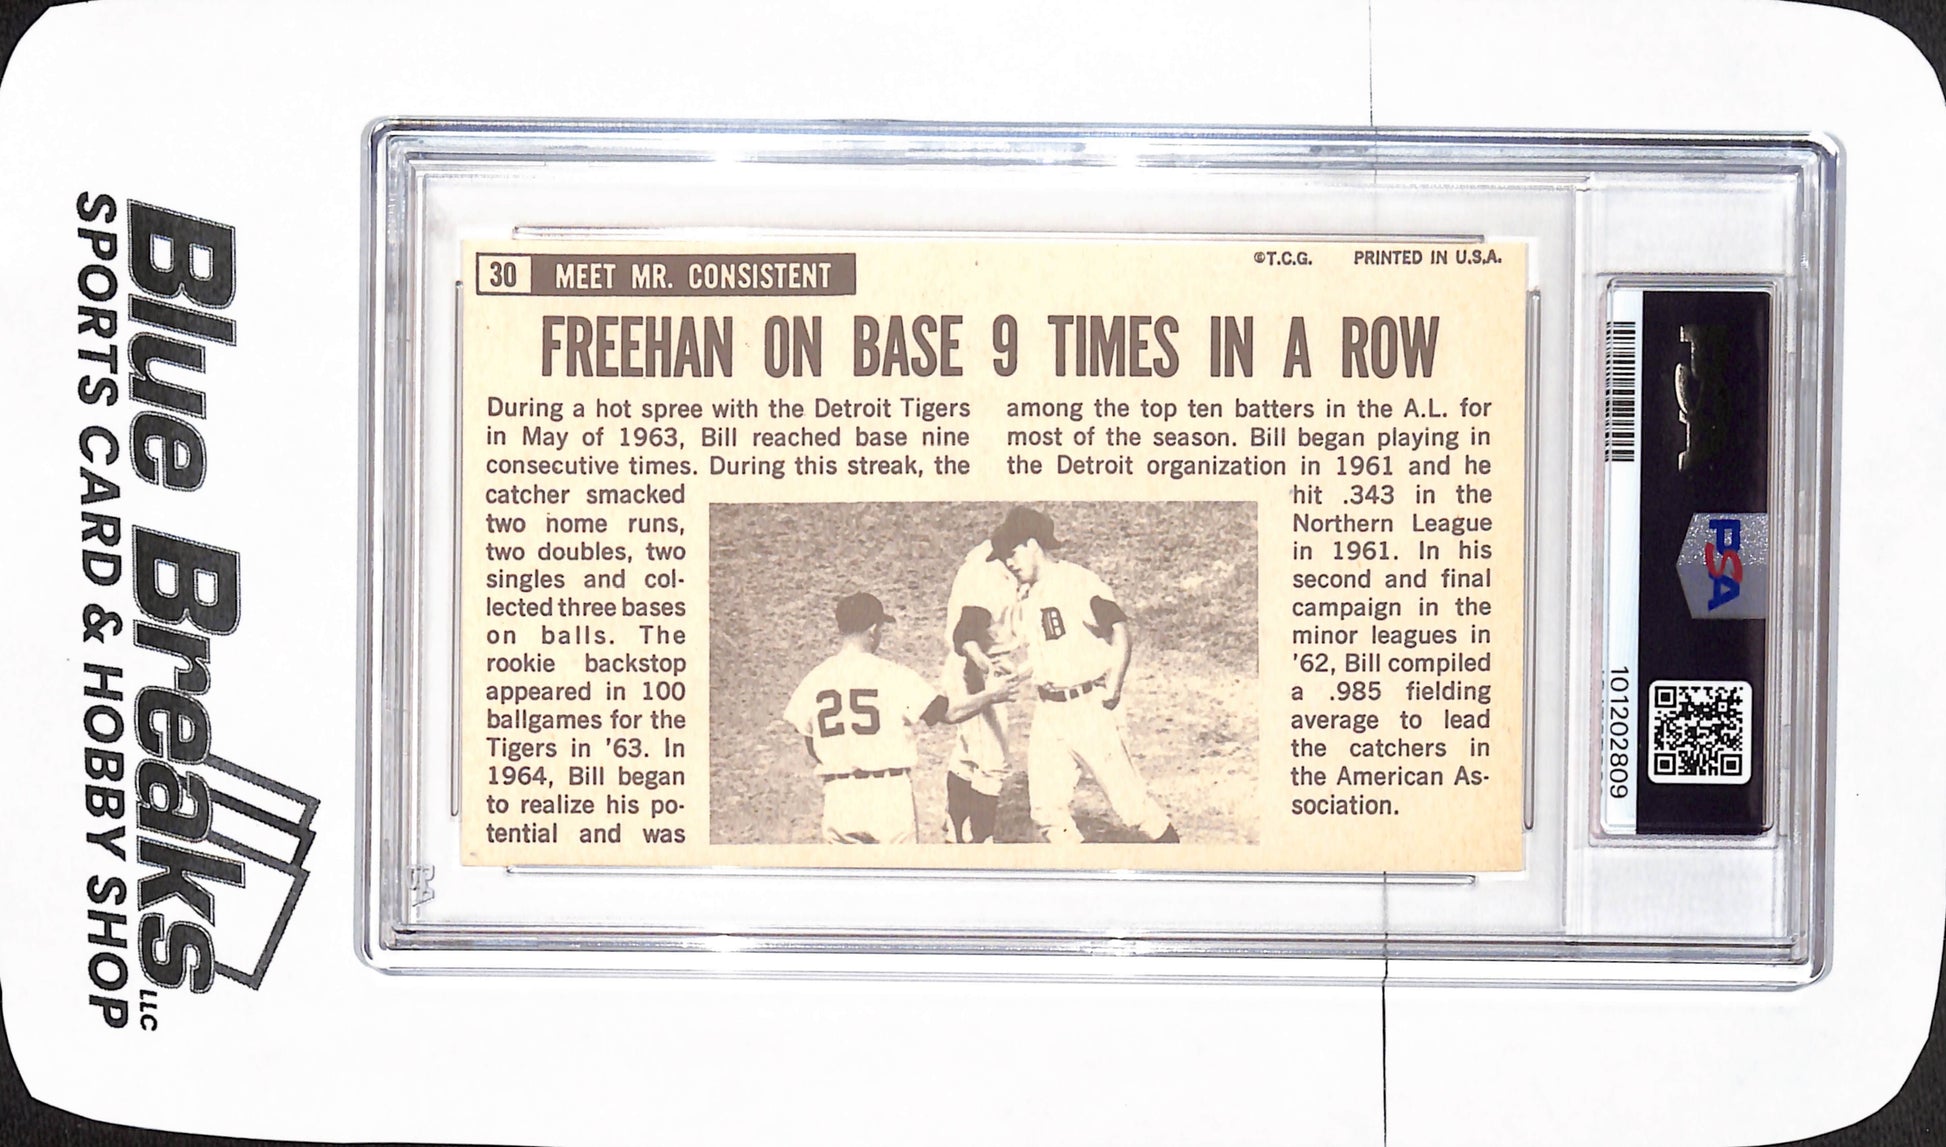 Blue Breaks LLC
SPORTS CARD & HOBBY SHOP
30 MEET MR. CONSISTENT
©T.C.G. PRINTED IN U.S.A.
FREEHAN ON BASE 9 TIMES IN A ROW
During a hot spree with the Detroit Tigers
in May of 1963, Bill reached base nine
consecutive times. During this streak, the
catcher smacked
two home runs,
two doubles, two
singles and col-
lected three bases
on balls. The
rookie backstop
appeared in 100
ballgames for the
Tigers in '63. In
1964, Bill began
to realize his po-
tential and was
among the top ten batters in the A.L. for
most of the season. Bill began playing in
the Detroit organization in 1961 and he
hit .343 in the
Northern League
in 1961. In his
second and final
campaign in the
minor leagues in
'62, Bill compiled
a .985 fielding
average to lead
the catchers in
the American As-
sociation.
D
25
PSA
101202809
PSA